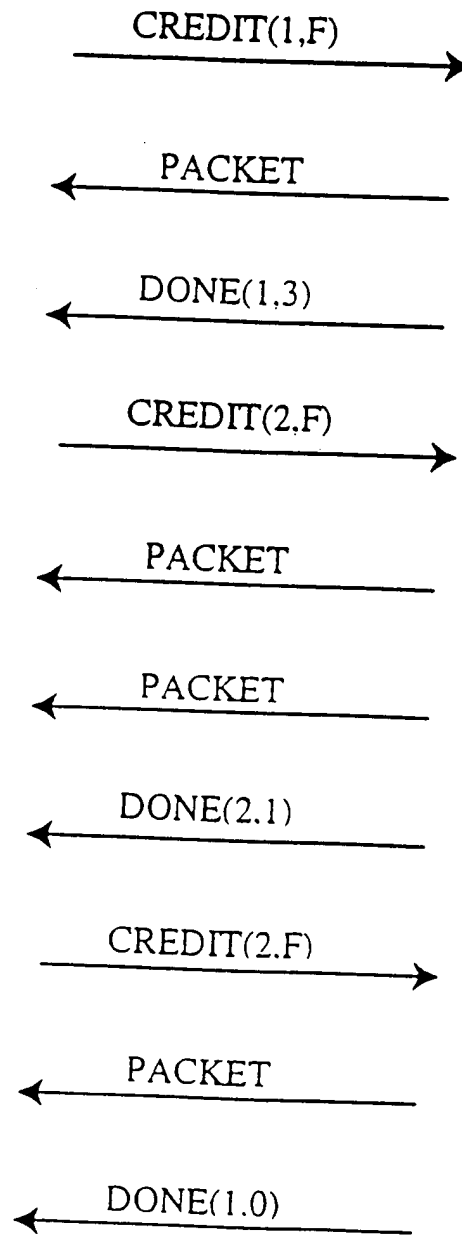 CREDIT(1,F)
PACKET
DONE(1,3)
CREDIT(2,F)
PACKET
PACKET
DONE(2.1)
CREDIT(2.F)
PACKET
DONE(1.0)